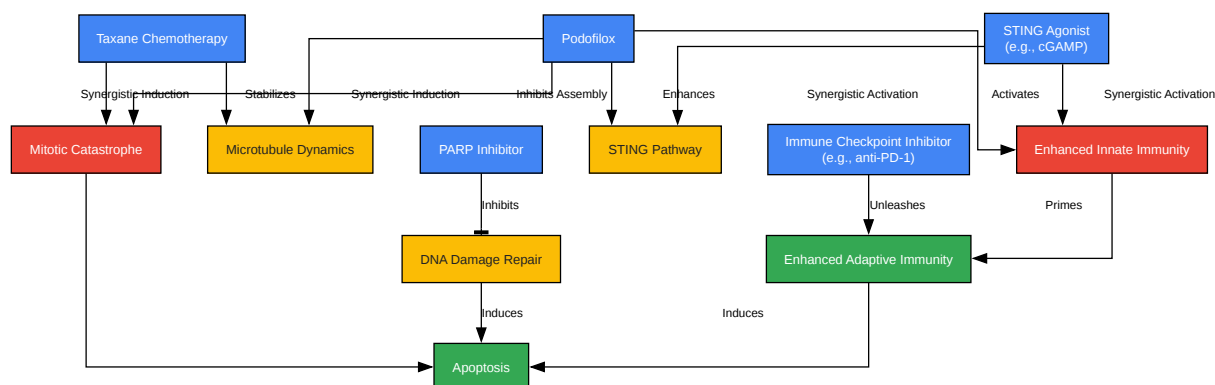 Taxane Chemotherapy
Podofilox
STING Agonist
(e.g., cGAMP)
Synergistic Induction
Stabilizes
Synergistic Induction
Inhibits Assembly
Enhances
Synergistic Activation
Activates
Synergistic Activation
Mitotic Catastrophe
Microtubule Dynamics
PARP Inhibitor
STING Pathway
Immune Checkpoint Inhibitor
(e.g., anti-PD-1)
Enhanced Innate Immunity
Inhibits
Unleashes
Primes
DNA Damage Repair
Enhanced Adaptive Immunity
Induces
Induces
Apoptosis